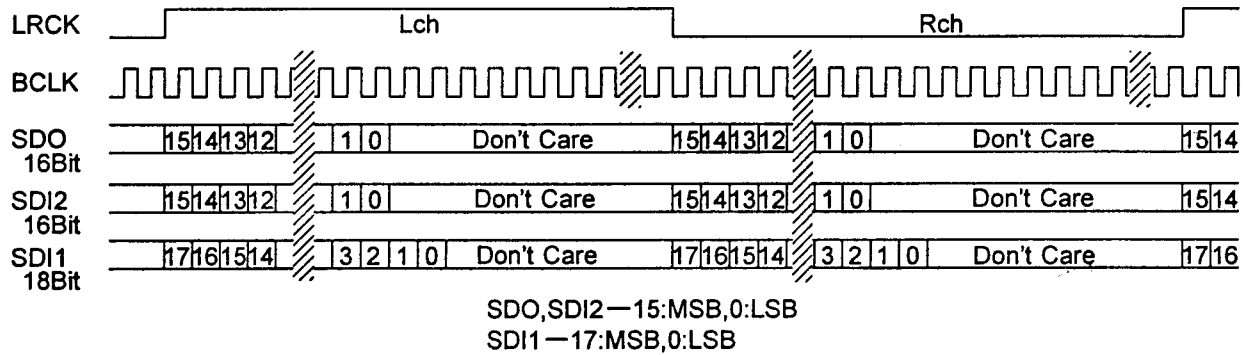 LRCK Lch Rch
BCLK
SDO 15 14 13 12 1 0 Don't Care 15 14 13 12 1 0 Don't Care 15 14
16Bit
SDI2 15 14 13 12 1 0 Don't Care 15 14 13 12 1 0 Don't Care 15 14
16Bit
SDI1 17 16 15 14 3 2 1 0 Don't Care 17 16 15 14 3 2 1 0 Don't Care 17 16
18Bit
SDO,SDI2—15:MSB,0:LSB
SDI1—17:MSB,0:LSB